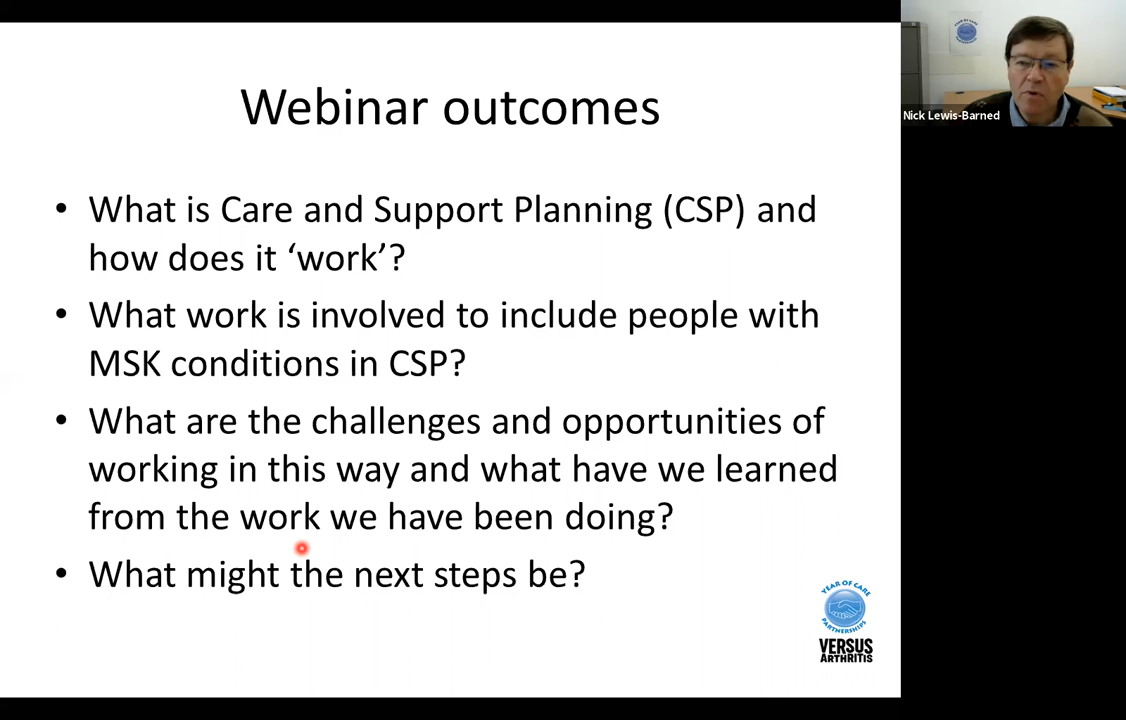 Webinar outcomes
• What is Care and Support Planning (CSP) and
how does it ‘work’?
• What work is involved to include people with
MSK conditions in CSP?
• What are the challenges and opportunities of
working in this way and what have we learned
from the work we have been doing?
• What might the next steps be?
YEAR OF CARE
PARTNERSHIPS
VERSUS
ARTHRITIS
YEAR OF CARE
Nick Lewis-Barned